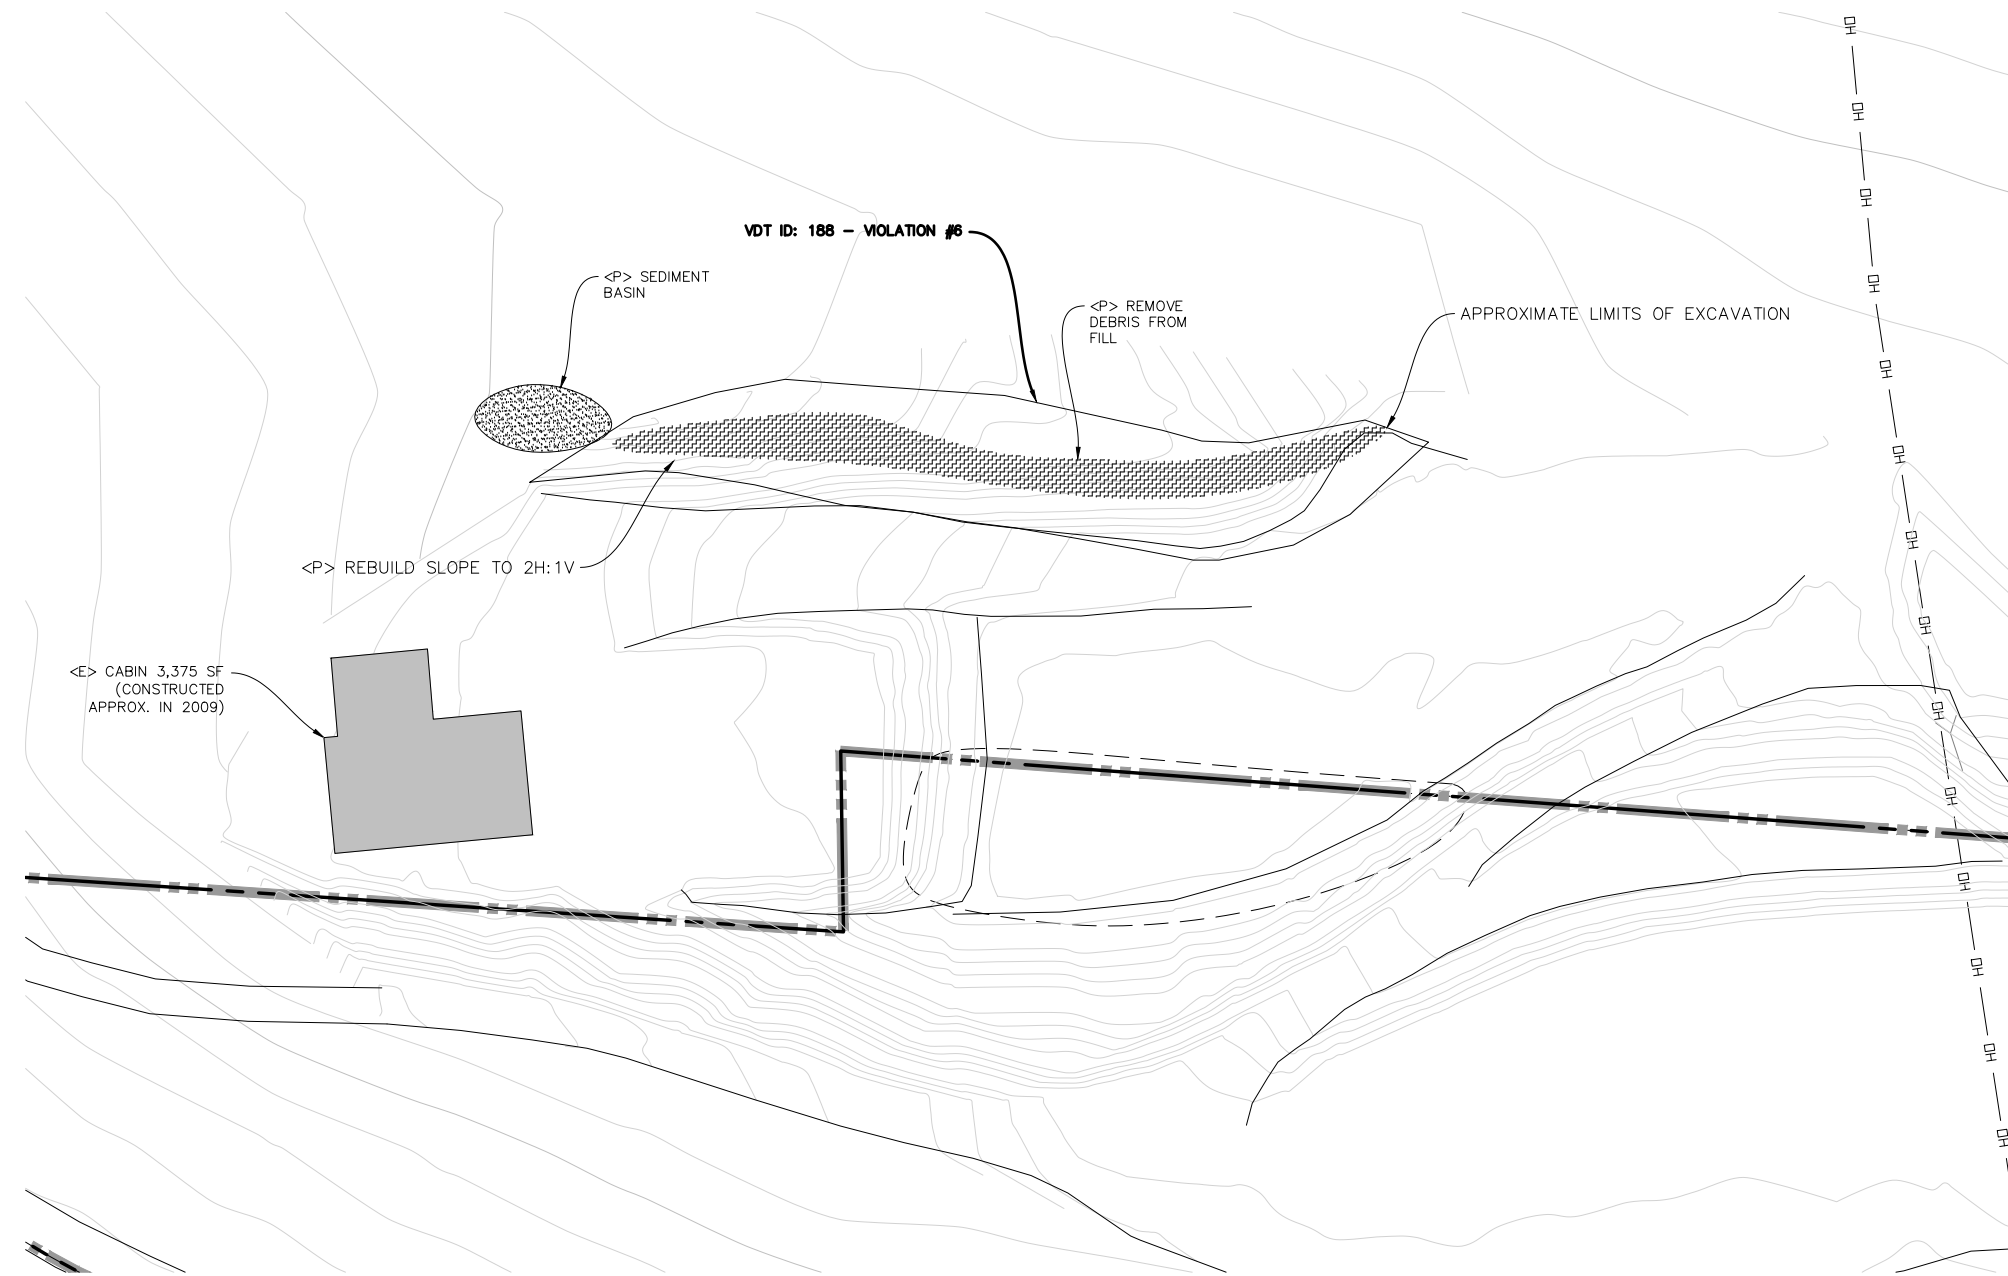 VDT ID: 188 - VIOLATION #6
<P> SEDIMENT
BASIN
<P> REMOVE
DEBRIS FROM
FILL
APPROXIMATE LIMITS OF EXCAVATION
<P> REBUILD SLOPE TO 2H:1V
<E> CABIN 3,375 SF
(CONSTRUCTED
APPROX. IN 2009)
OH
OH
OH
OH
OH
OH
OH
OH
OH
OH
OH
OH
OH
OH